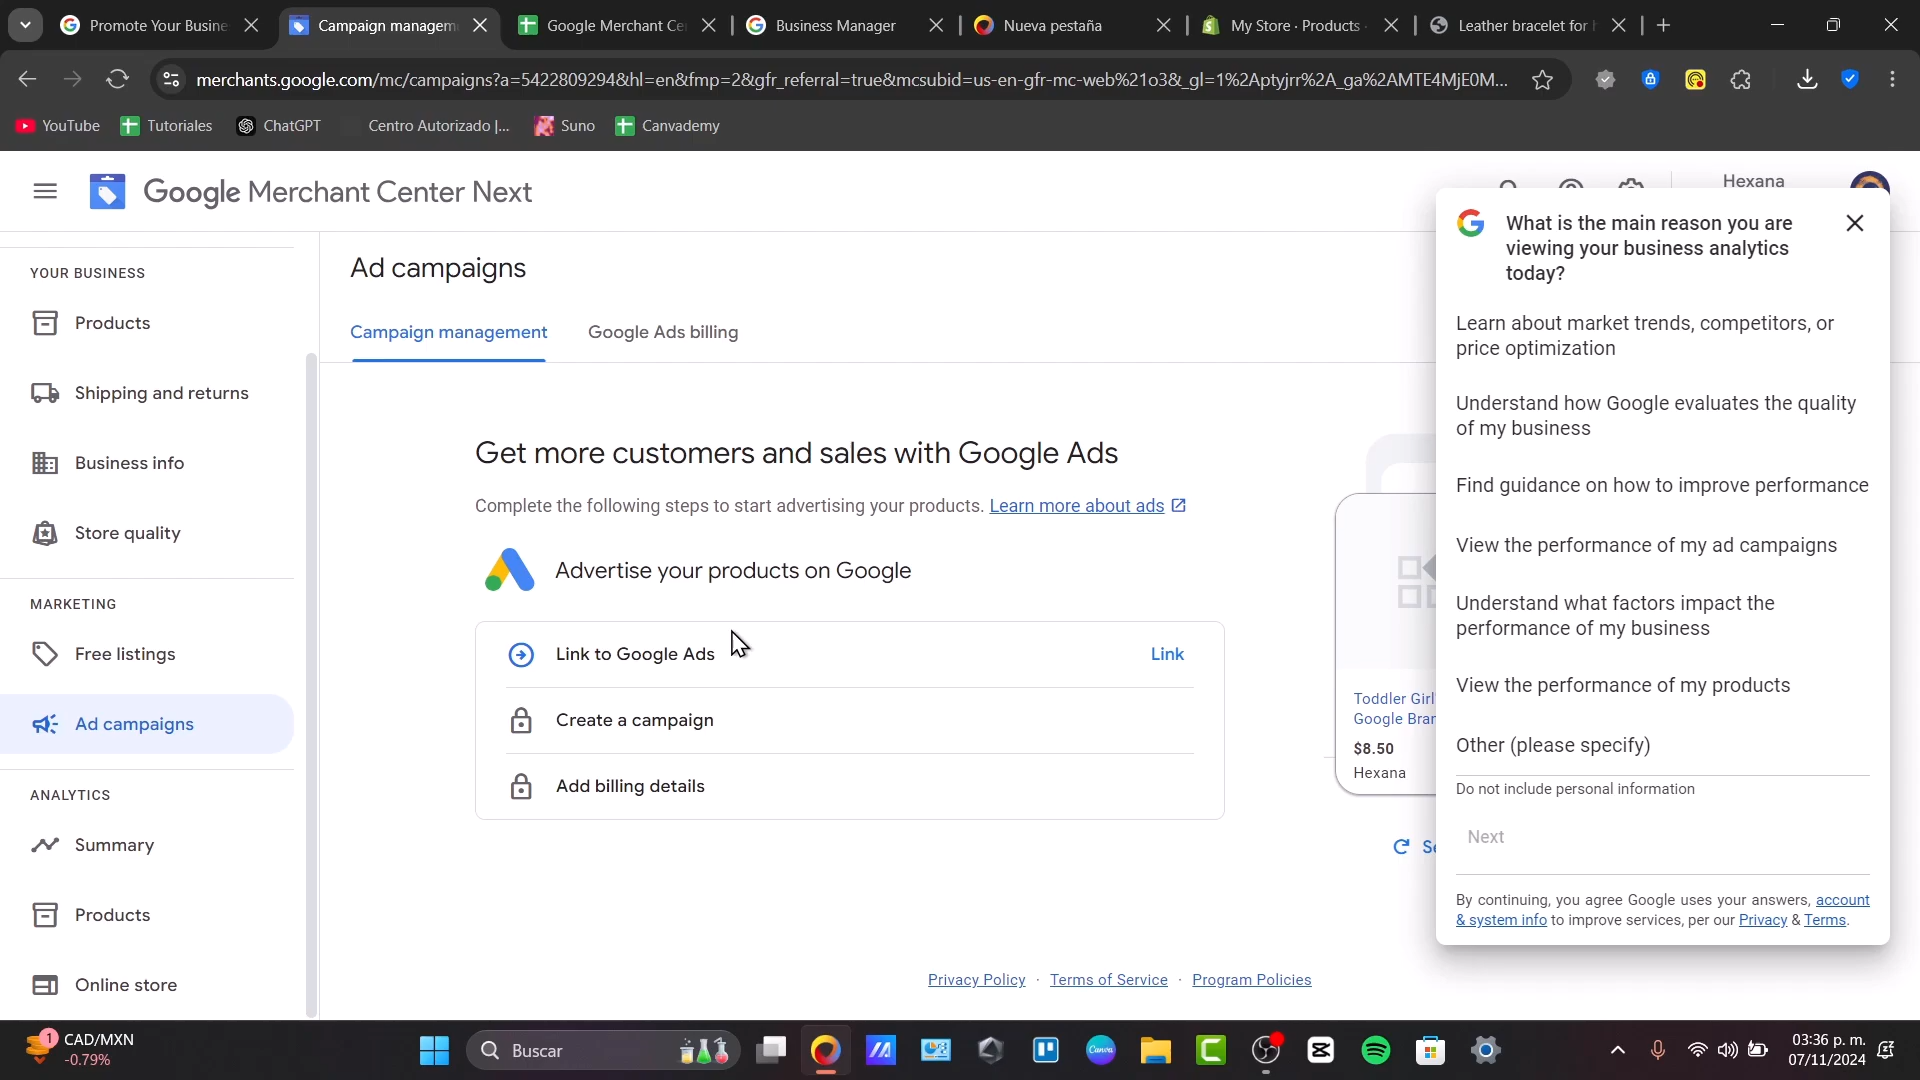 Promote Your Busine
Campaign managem
Google Merchant Ce
Business Manager
Nueva pestaña
My Store · Products ·
Leather bracelet for
merchants.google.com/mc/campaigns?a=5422809294&hl=en&fmp=2&gfr_referral=true&mcsubid=us-en-gfr-mc-web%21o3&_gl=1%2Aptyjrr%2A_ga%2AMTE4MjE0M...
YouTube
Tutoriales
ChatGPT
Centro Autorizado |...
Suno
Canvademy
Google Merchant Center Next
Hexana
YOUR BUSINESS
Products
Shipping and returns
Business info
Store quality
MARKETING
Free listings
Ad campaigns
ANALYTICS
Summary
Products
Online store
Ad campaigns
Campaign management
Google Ads billing
Get more customers and sales with Google Ads
Complete the following steps to start advertising your products. Learn more about ads
Advertise your products on Google
Link to Google Ads
Link
Create a campaign
Add billing details
Toddler Girl'
Google Bran
$8.50
Hexana
Privacy Policy · Terms of Service · Program Policies
What is the main reason you are
viewing your business analytics
today?
Learn about market trends, competitors, or
price optimization
Understand how Google evaluates the quality
of my business
Find guidance on how to improve performance
View the performance of my ad campaigns
Understand what factors impact the
performance of my business
View the performance of my products
Other (please specify)
Do not include personal information
Next
By continuing, you agree Google uses your answers, account
& system info to improve services, per our Privacy & Terms.
1
CAD/MXN
-0.79%
Buscar
Canva
03:36 p. m.
07/11/2024